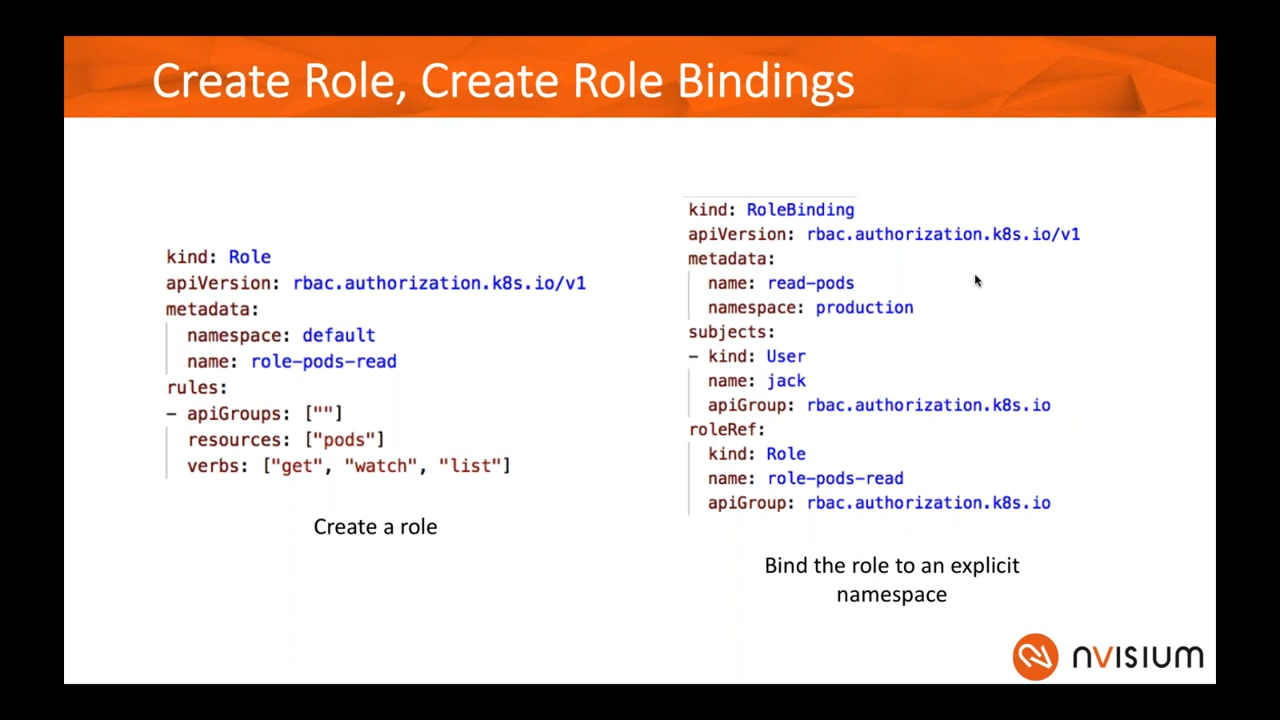 Create Role, Create Role Bindings
kind: Role
apiVersion: rbac.authorization.k8s.io/v1
metadata:
  namespace: default
  name: role-pods-read
rules:
- apiGroups: [""]
  resources: ["pods"]
  verbs: ["get", "watch", "list"]
Create a role
kind: RoleBinding
apiVersion: rbac.authorization.k8s.io/v1
metadata:
  name: read-pods
  namespace: production
subjects:
- kind: User
  name: jack
  apiGroup: rbac.authorization.k8s.io
roleRef:
  kind: Role
  name: role-pods-read
  apiGroup: rbac.authorization.k8s.io
Bind the role to an explicit
namespace
nVISIUM